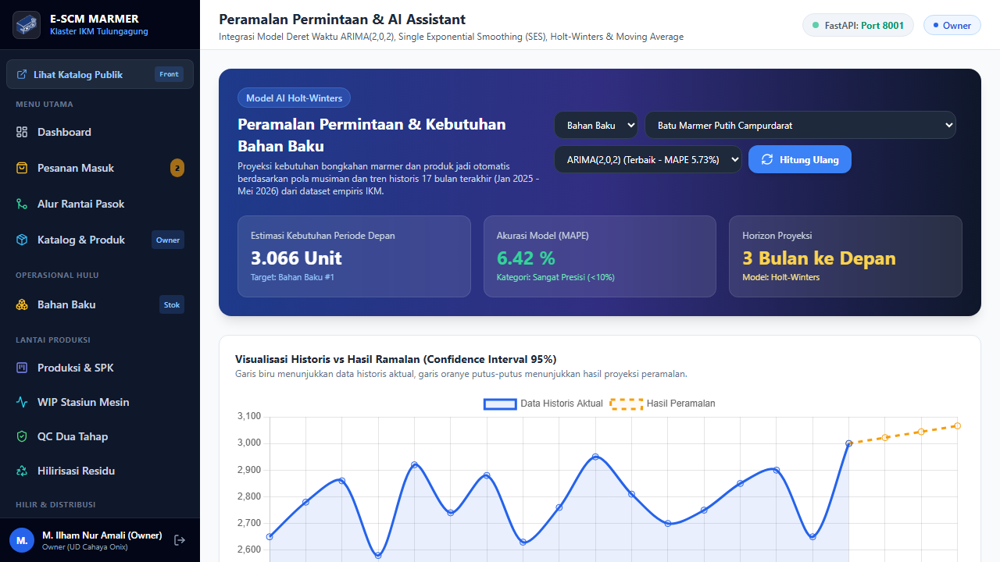 E-SCM MARMER
Klaster IKM Tulungagung
Lihat Katalog Publik
Front
MENU UTAMA
Dashboard
Pesanan Masuk
2
Alur Rantai Pasok
Katalog & Produk
Owner
OPERASIONAL HULU
Bahan Baku
Stok
LANTAI PRODUKSI
Produksi & SPK
WIP Stasiun Mesin
QC Dua Tahap
Hilirisasi Residu
HILIR & DISTRIBUSI
M.
M. Ilham Nur Amali (Owner)
Owner (UD Cahaya Onix)
Peramalan Permintaan & AI Assistant
Integrasi Model Deret Waktu ARIMA(2,0,2), Single Exponential Smoothing (SES), Holt-Winters & Moving Average
FastAPI: Port 8001
Owner
Model AI Holt-Winters
Peramalan Permintaan & Kebutuhan
Bahan Baku
Proyeksi kebutuhan bongkahan marmer dan produk jadi otomatis
berdasarkan pola musiman dan tren historis 17 bulan terakhir (Jan 2025 -
Mei 2026) dari dataset empiris IKM.
Bahan Baku
Batu Marmer Putih Campurdarat
ARIMA(2,0,2) (Terbaik - MAPE 5.73%)
Hitung Ulang
Estimasi Kebutuhan Periode Depan
3.066 Unit
Target: Bahan Baku #1
Akurasi Model (MAPE)
6.42 %
Kategori: Sangat Presisi (<10%)
Horizon Proyeksi
3 Bulan ke Depan
Model: Holt-Winters
Visualisasi Historis vs Hasil Ramalan (Confidence Interval 95%)
Garis biru menunjukkan data historis aktual, garis oranye putus-putus menunjukkan hasil proyeksi peramalan.
Data Historis Aktual
Hasil Peramalan
3,100
3,000
2,900
2,800
2,700
2,600